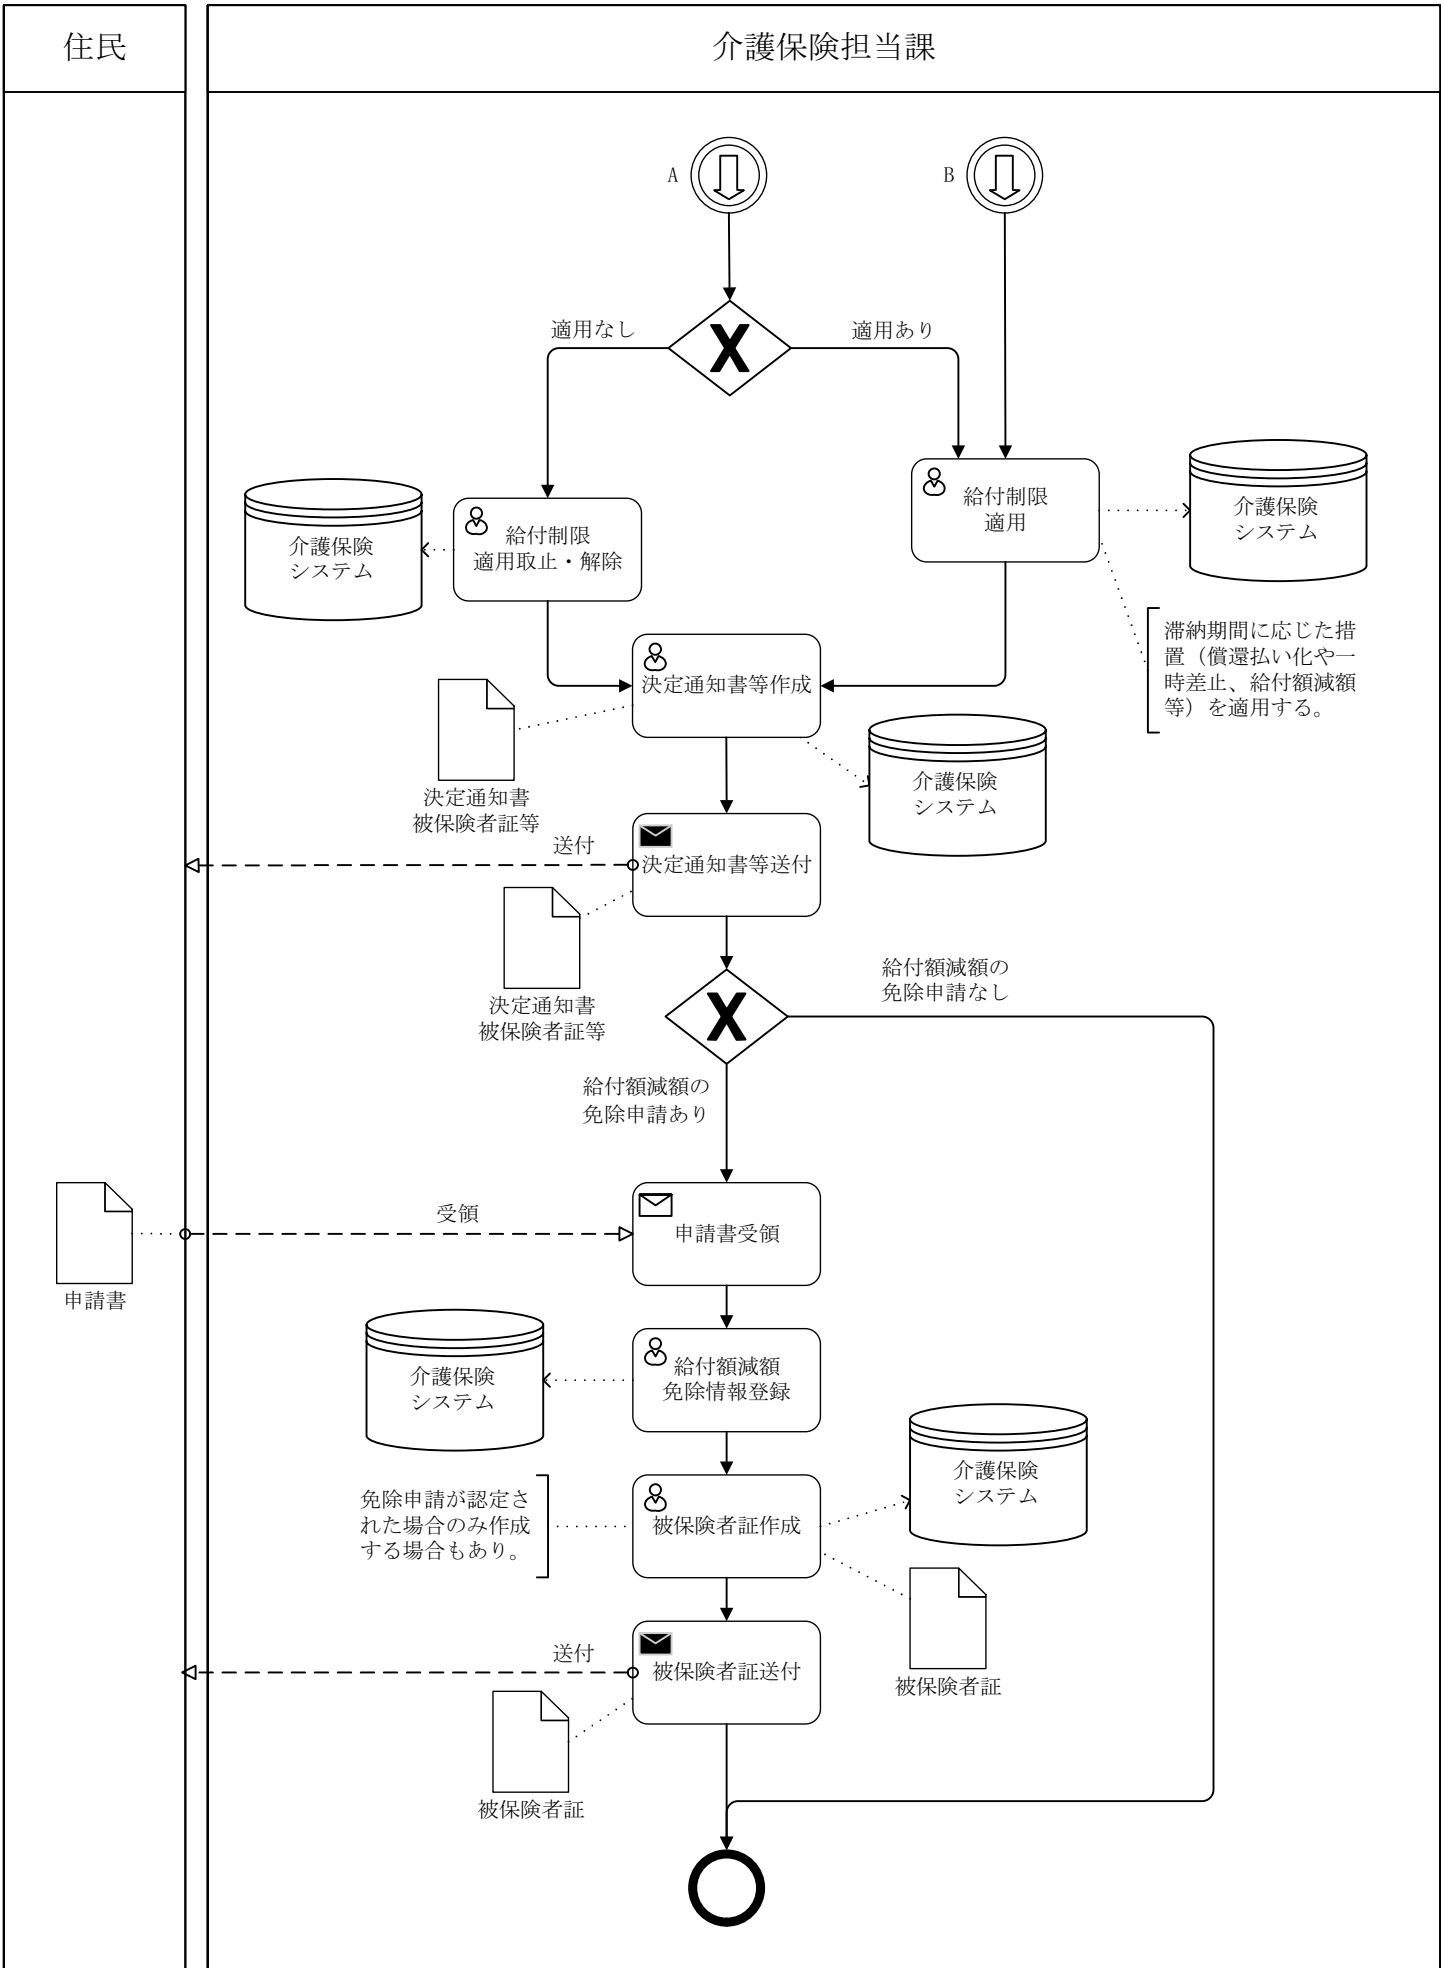 住民
介護保険担当課
A
B
適用なし
適用あり
給付制限
適用
介護保険
システム
給付制限
適用取止・解除
介護保険
システム
滞納期間に応じた措
置（償還払い化や一
時差止、給付額減額
等）を適用する。
決定通知書等作成
介護保険
システム
決定通知書
被保険者証等
送付
決定通知書等送付
決定通知書
被保険者証等
給付額減額の
免除申請なし
給付額減額の
免除申請あり
受領
申請書受領
申請書
給付額減額
免除情報登録
介護保険
システム
免除申請が認定さ
れた場合のみ作成
する場合もあり。
被保険者証作成
介護保険
システム
被保険者証
送付
被保険者証送付
被保険者証